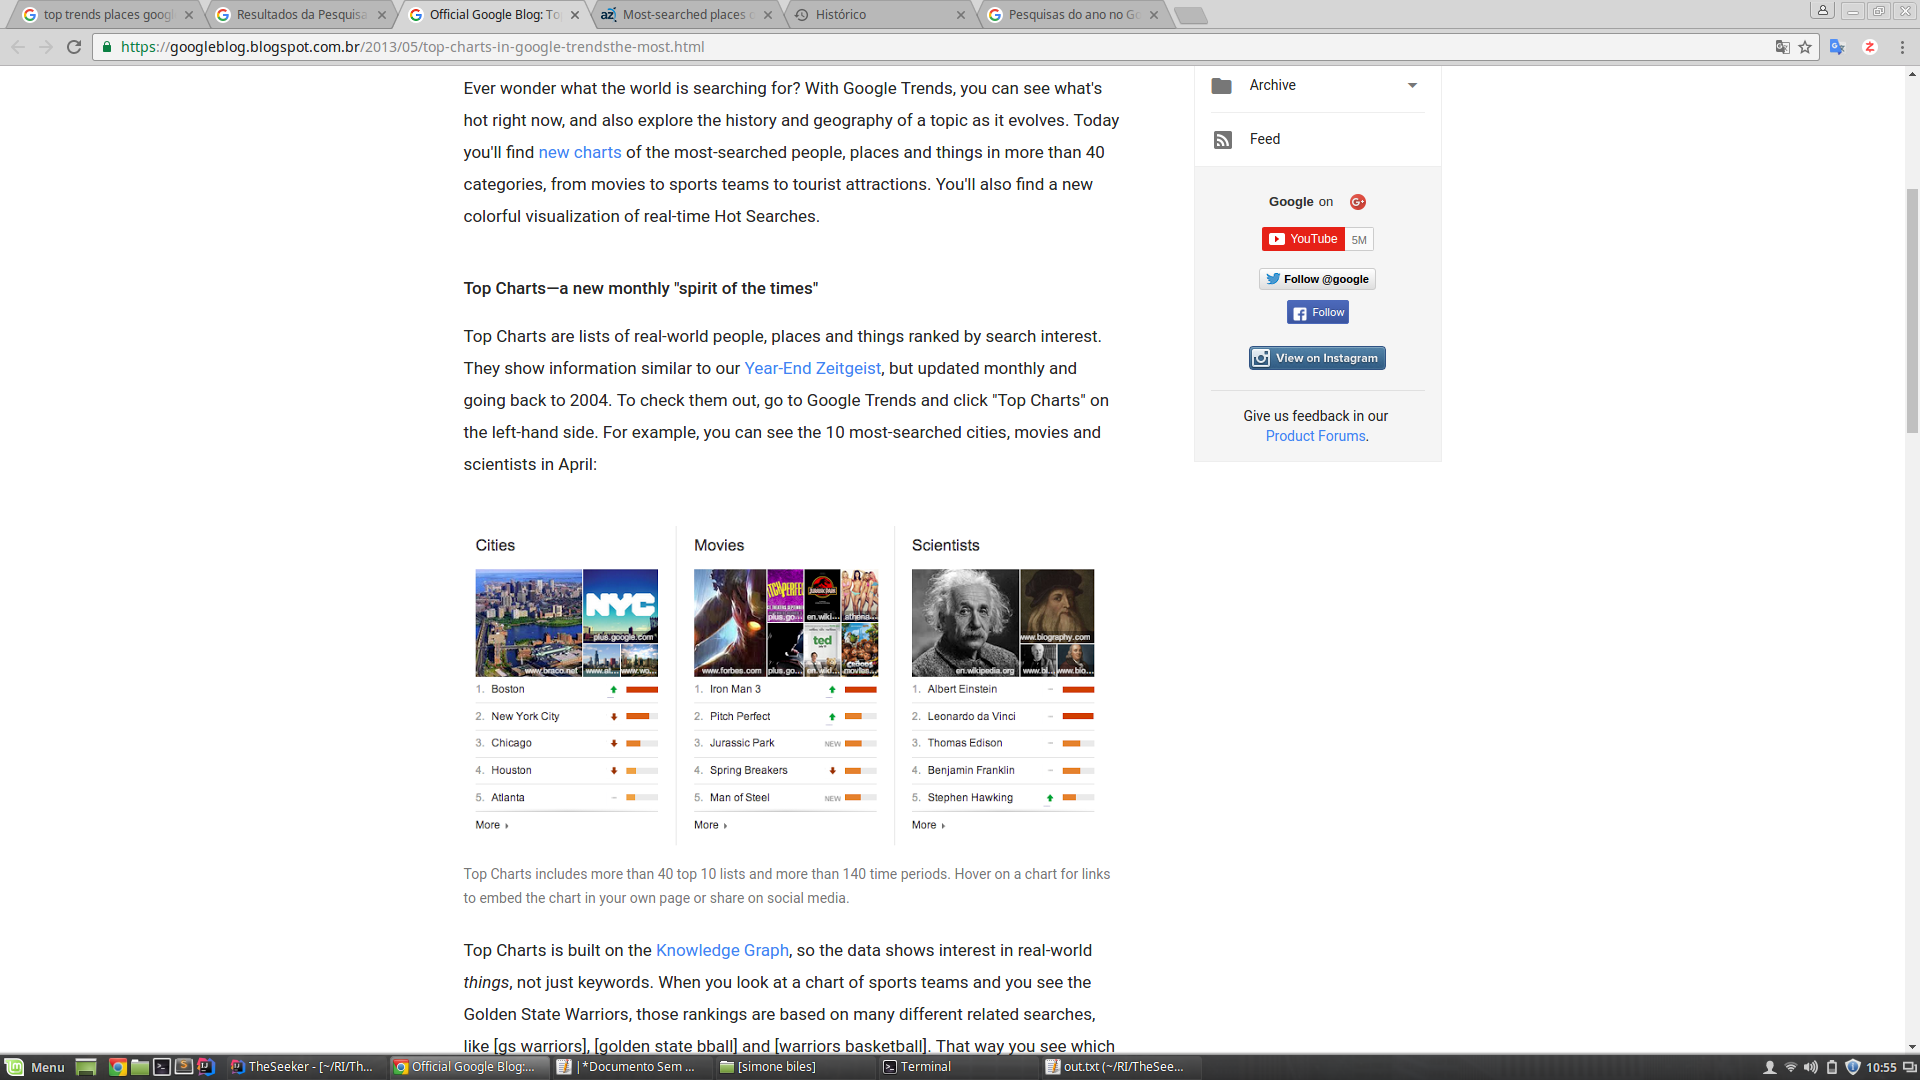 top trends places googl
Resultados da Pesquisa
Official Google Blog: To
Most-searched places
Histórico
Pesquisas do ano no Go
https://googleblog.blogspot.com.br/2013/05/top-charts-in-google-trendsthe-most.html
Ever wonder what the world is searching for? With Google Trends, you can see what's
hot right now, and also explore the history and geography of a topic as it evolves. Today
you'll find new charts of the most-searched people, places and things in more than 40
categories, from movies to sports teams to tourist attractions. You'll also find a new
colorful visualization of real-time Hot Searches.
Top Charts—a new monthly "spirit of the times"
Top Charts are lists of real-world people, places and things ranked by search interest.
They show information similar to our Year-End Zeitgeist, but updated monthly and
going back to 2004. To check them out, go to Google Trends and click "Top Charts" on
the left-hand side. For example, you can see the 10 most-searched cities, movies and
scientists in April:
Cities
NYC
plus.google.com
www.braco.net
www.al...
www.wo...
1. Boston
2. New York City
3. Chicago
4. Houston
5. Atlanta
More
Movies
plus.go...
en.wiki...
athena...
www.forbes.com
plus.go...
ted
en.wiki...
movies...
1. Iron Man 3
2. Pitch Perfect
3. Jurassic Park NEW
4. Spring Breakers
5. Man of Steel NEW
More
Scientists
www.biography.com
en.wikipedia.org
www.bi...
www.bio...
1. Albert Einstein
2. Leonardo da Vinci
3. Thomas Edison
4. Benjamin Franklin
5. Stephen Hawking
More
Top Charts includes more than 40 top 10 lists and more than 140 time periods. Hover on a chart for links
to embed the chart in your own page or share on social media.
Top Charts is built on the Knowledge Graph, so the data shows interest in real-world
things, not just keywords. When you look at a chart of sports teams and you see the
Golden State Warriors, those rankings are based on many different related searches,
like [gs warriors], [golden state bball] and [warriors basketball]. That way you see which
Archive
Feed
Google on G+
YouTube 5M
Follow @google
Follow
View on Instagram
Give us feedback in our
Product Forums.
Menu
TheSeeker - [~/RI/Th...
Official Google Blog:...
|*Documento Sem ...
[simone biles]
Terminal
out.txt (~/RI/TheSee...
10:55